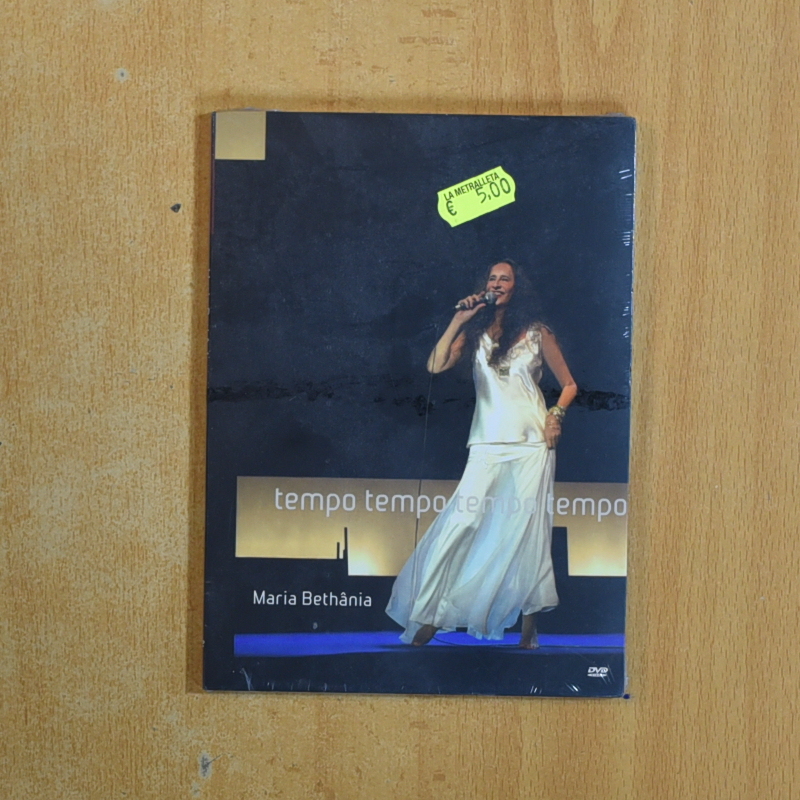 LA METRALLETA
€ 5,00
tempo tempo tempo tempo
Maria Bethânia
DVD